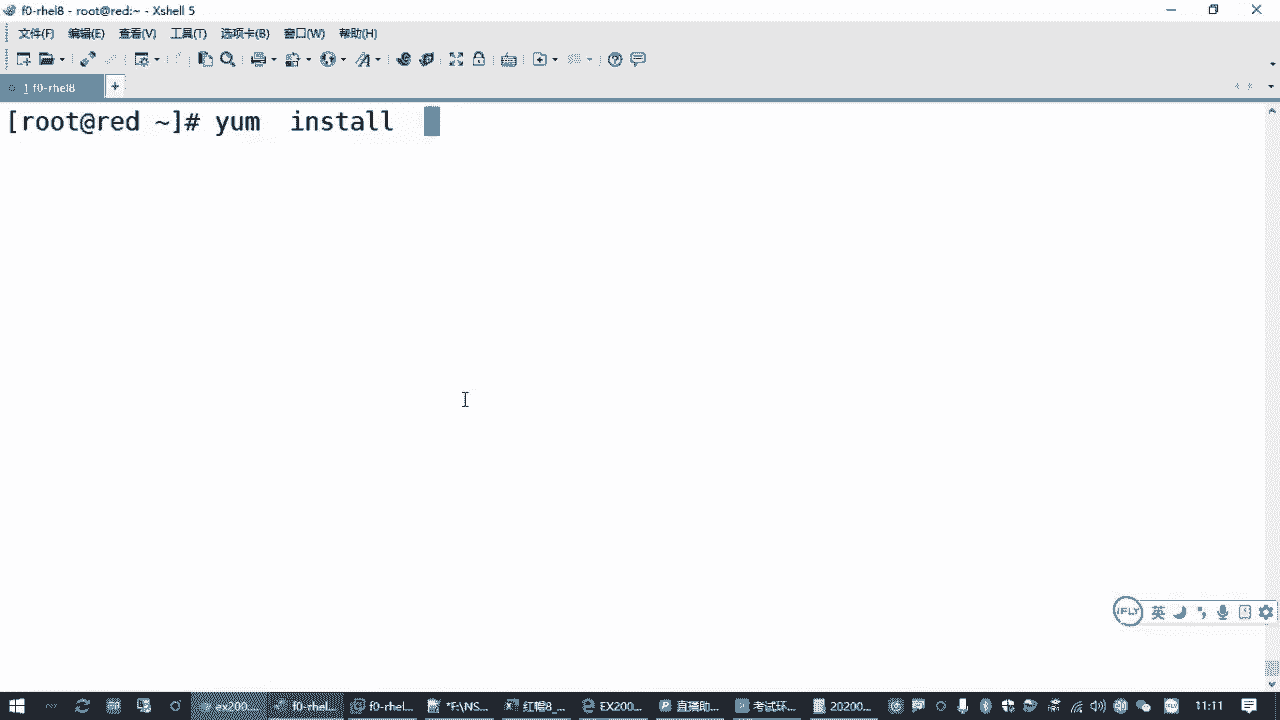 f0-rhel8 - root@red:~ - Xshell 5
文件(F) 编辑(E) 查看(V) 工具(T) 选项卡(B) 窗口(W) 帮助(H)
1 f0-rhel8
[root@red ~]# yum  install
iFLY 英
ex200... f0-rhel... f0-rhel... *F:\NS... 红帽8_... EX200... 直播助... 考试环... 20200... 11:11